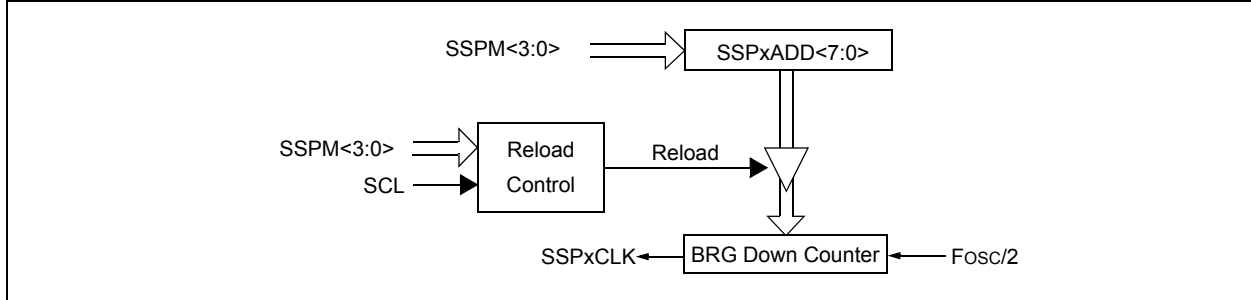 SSPM<3:0>
SSPxADD<7:0>
SSPM<3:0>
SCL
Reload
Control
Reload
SSPxCLK
BRG Down Counter
FOSC/2